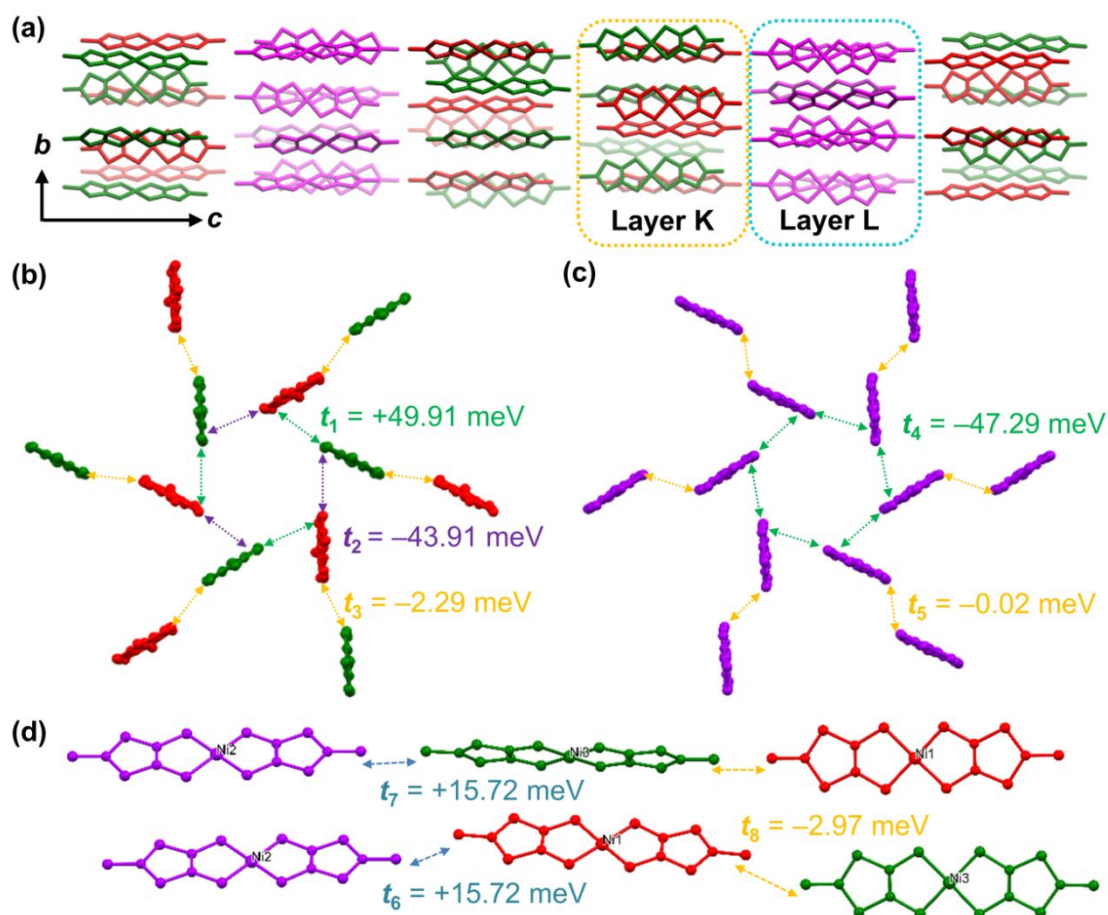 (a)
b
c
Layer K
Layer L
(b)
(c)
t1 = +49.91 meV
t2 = –43.91 meV
t3 = –2.29 meV
t4 = –47.29 meV
t5 = –0.02 meV
(d)
Ni2
Ni3
Ni1
t7 = +15.72 meV
t8 = –2.97 meV
Ni2
Ni1
Ni3
t6 = +15.72 meV